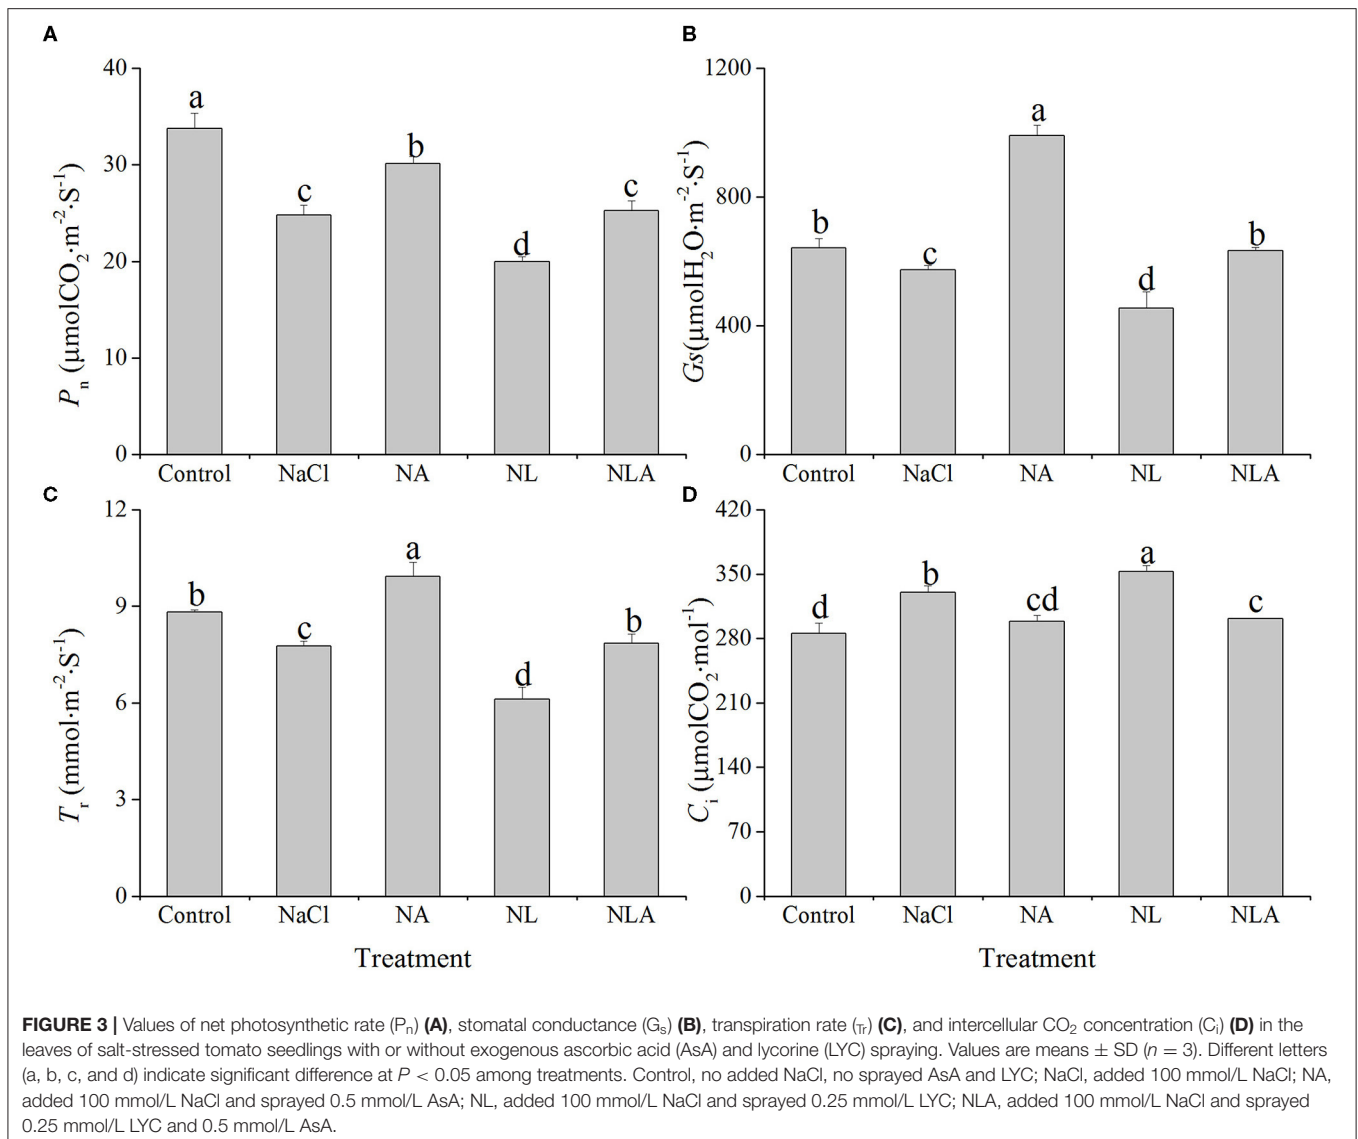 A
40
30
20
10
0
Pn (μmolCO2·m-2·S-1)
a
c
b
d
c
Control NaCl NA NL NLA
B
1200
800
400
0
Gs(μmolH2O·m-2·S-1)
b
c
a
d
b
Control NaCl NA NL NLA
C
12
9
6
3
0
Tr (mmol·m-2·S-1)
b
c
a
d
b
Control NaCl NA NL NLA
Treatment
D
420
350
280
210
140
70
0
Ci (μmolCO2·mol-1)
d
b
cd
a
c
Control NaCl NA NL NLA
Treatment
FIGURE 3 | Values of net photosynthetic rate (Pn) (A), stomatal conductance (Gs) (B), transpiration rate (Tr) (C), and intercellular CO2 concentration (Ci) (D) in the
leaves of salt-stressed tomato seedlings with or without exogenous ascorbic acid (AsA) and lycorine (LYC) spraying. Values are means ± SD (n = 3). Different letters
(a, b, c, and d) indicate significant difference at P < 0.05 among treatments. Control, no added NaCl, no sprayed AsA and LYC; NaCl, added 100 mmol/L NaCl; NA,
added 100 mmol/L NaCl and sprayed 0.5 mmol/L AsA; NL, added 100 mmol/L NaCl and sprayed 0.25 mmol/L LYC; NLA, added 100 mmol/L NaCl and sprayed
0.25 mmol/L LYC and 0.5 mmol/L AsA.